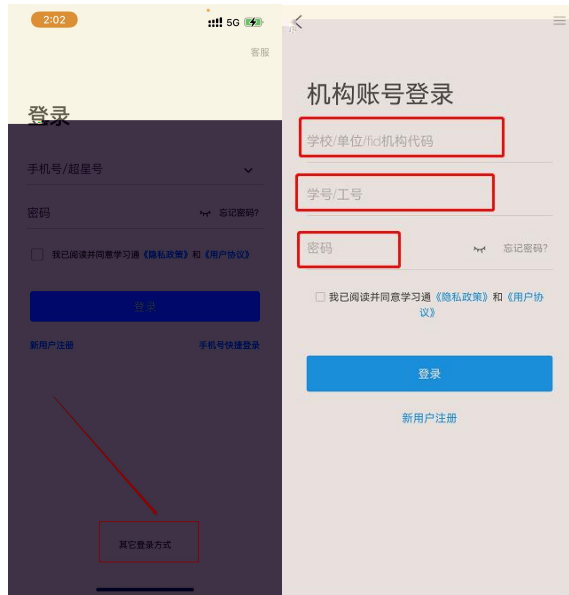 2:02
5G
客服
登录
手机号/超星号
密码
忘记密码?
我已阅读并同意学习通《隐私政策》和《用户协议》
登录
新用户注册
手机号快捷登录
其它登录方式
机构账号登录
学校/单位/fid机构代码
学号/工号
密码
忘记密码?
我已阅读并同意学习通《隐私政策》和《用户协
议》
登录
新用户注册